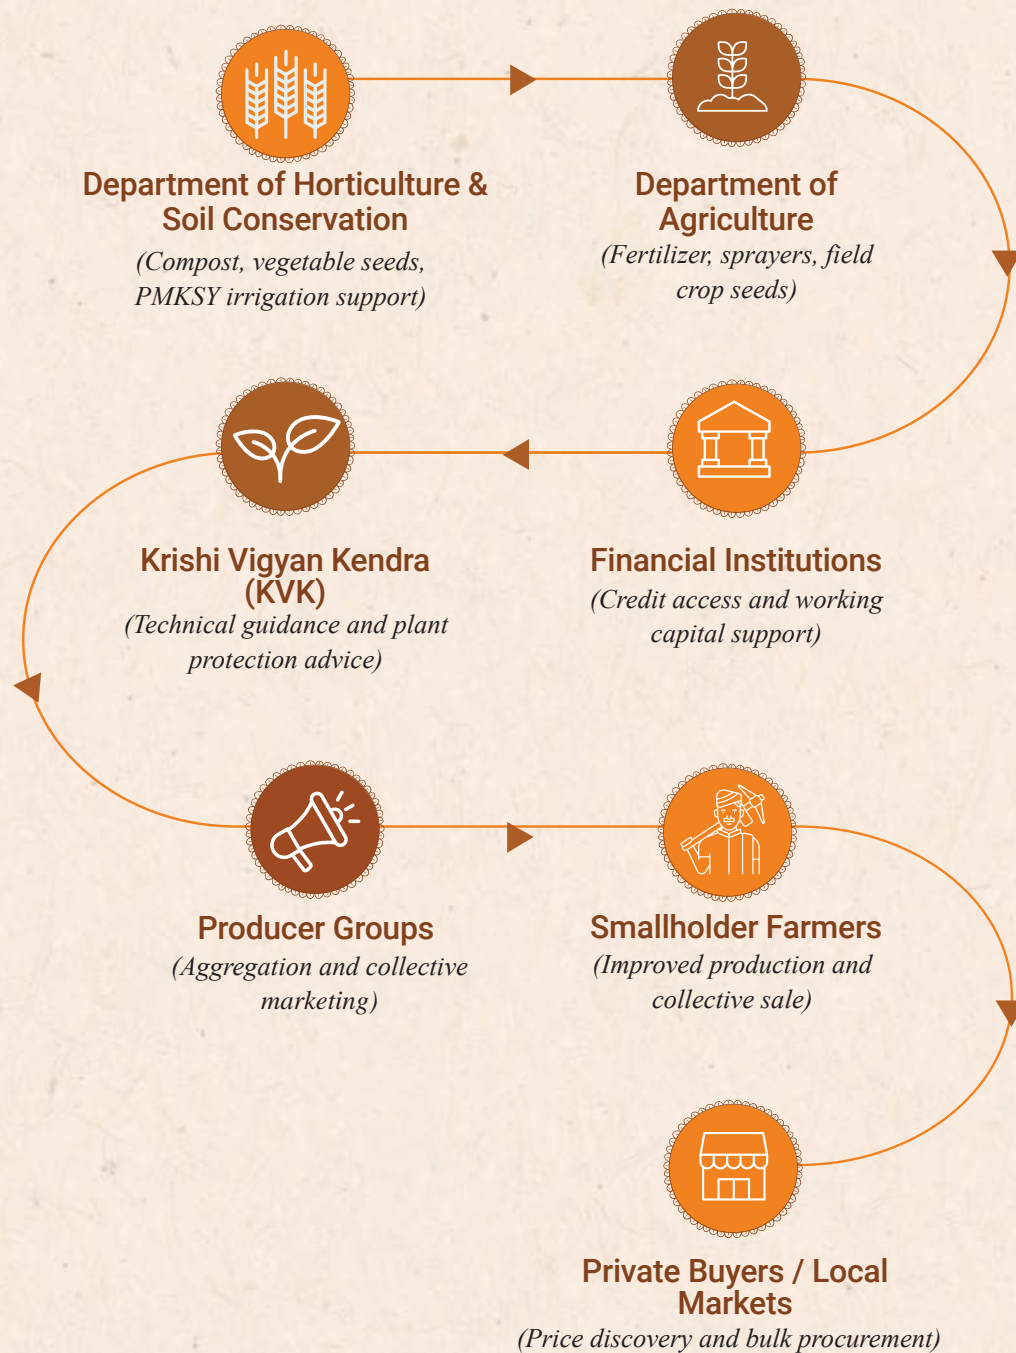 Department of Horticulture &
Soil Conservation
(Compost, vegetable seeds,
PMKSY irrigation support)
Department of
Agriculture
(Fertilizer, sprayers, field
crop seeds)
Krishi Vigyan Kendra
(KVK)
(Technical guidance and plant
protection advice)
Financial Institutions
(Credit access and working
capital support)
Producer Groups
(Aggregation and collective
marketing)
Smallholder Farmers
(Improved production and
collective sale)
Private Buyers / Local
Markets
(Price discovery and bulk procurement)